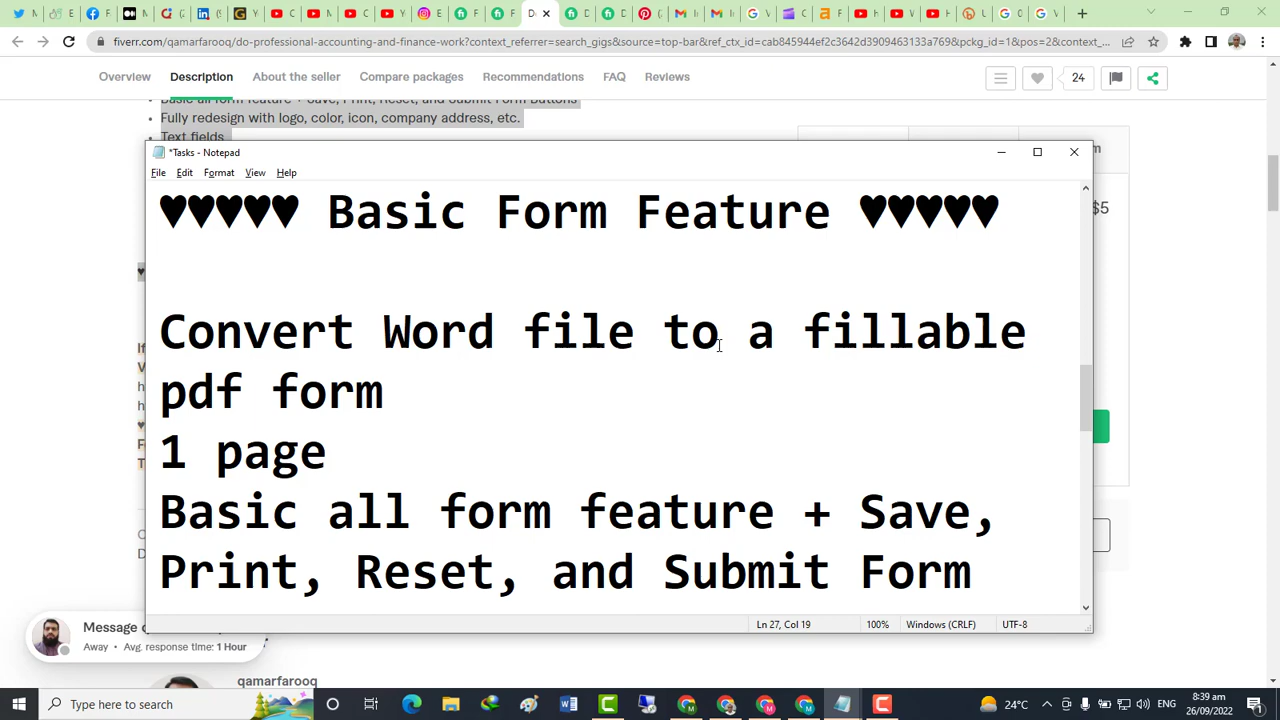 fiverr.com/qamarfarooq/do-professional-accounting-and-finance-work?context_referrer=search_gigs&source=top-bar&ref_ctx_id=cab845944ef2c3642d3909463133a769&pckg_id=1&pos=2&context_...
Overview Description About the seller Compare packages Recommendations FAQ Reviews 24
Basic all form feature + Save, Print, Reset, and Submit Form Buttons
• Fully redesign with logo, color, icon, company address, etc.
• Text fields
*Tasks - Notepad
File Edit Format View Help
♥♥♥♥♥ Basic Form Feature ♥♥♥♥♥
$5
Convert Word file to a fillable
pdf form
1 page
Basic all form feature + Save,
Print, Reset, and Submit Form
Ln 27, Col 19 100% Windows (CRLF) UTF-8
Message
Away • Avg. response time: 1 Hour
qamarfarooq
Type here to search
24°C ENG 8:39 am
26/09/2022